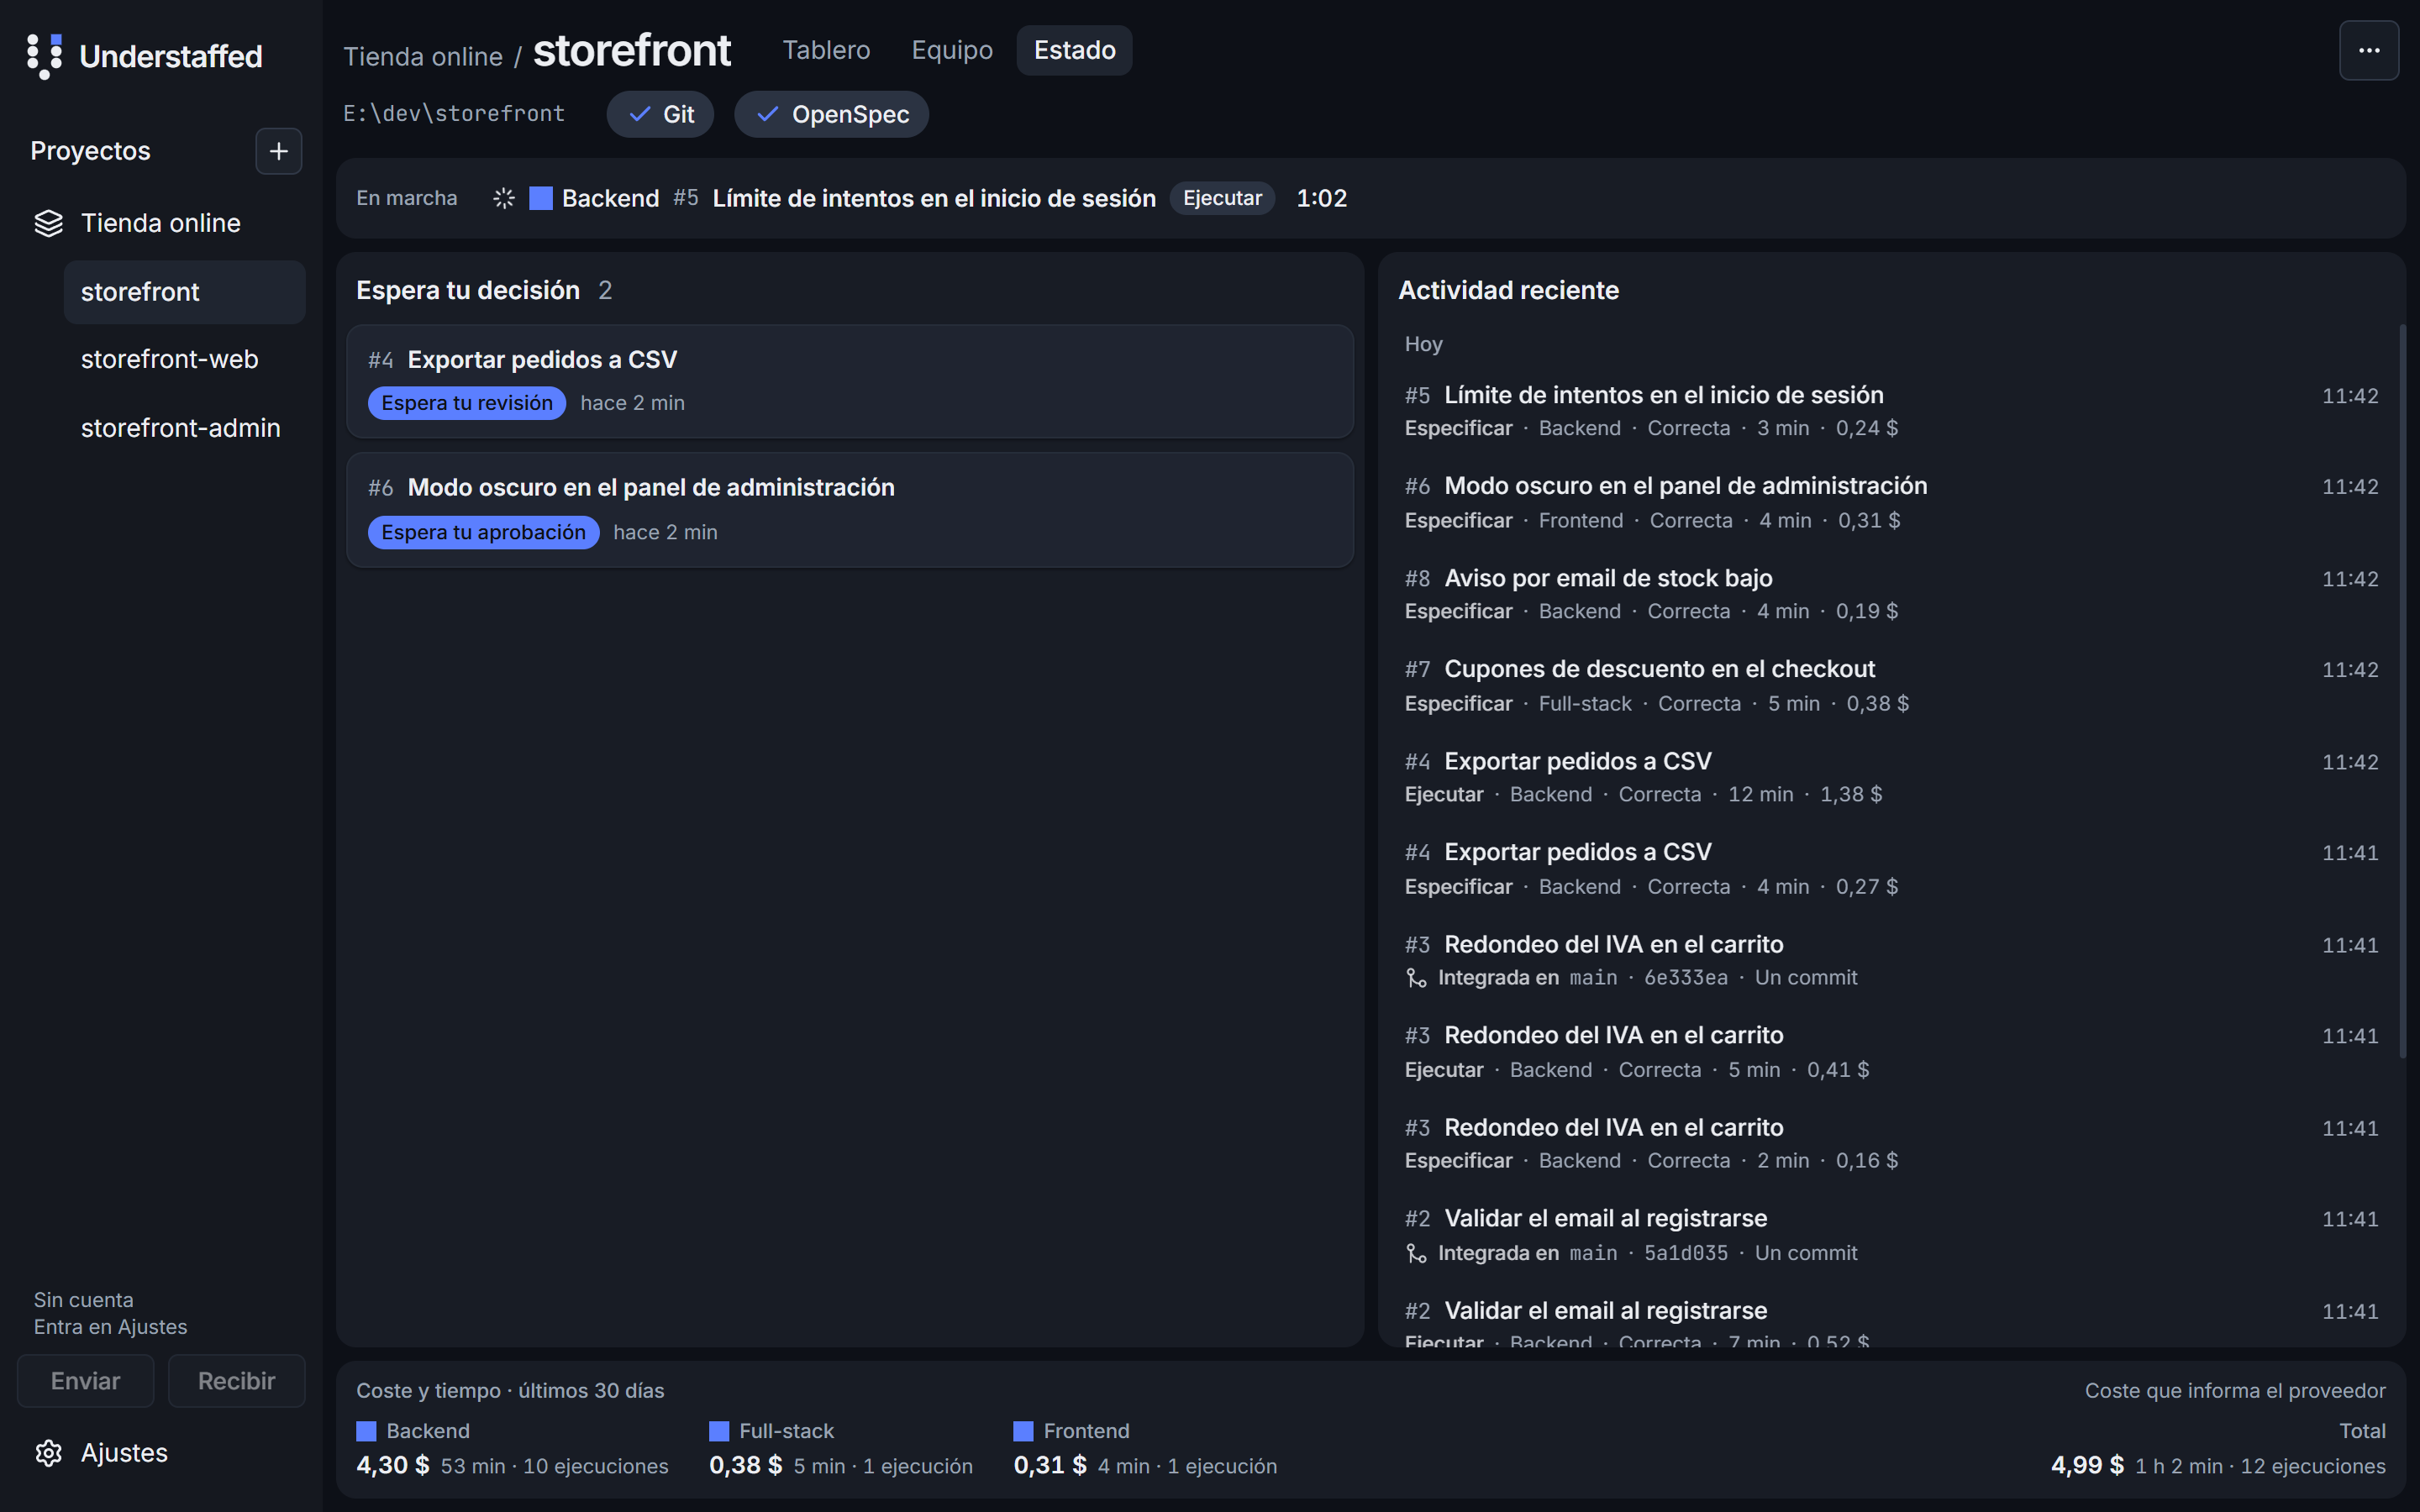 Understaffed
Proyectos
Tienda online
storefront
storefront-web
storefront-admin
Sin cuenta
Entra en Ajustes
Enviar
Recibir
Ajustes
Tienda online / storefront
Tablero
Equipo
Estado
E:\dev\storefront
Git
OpenSpec
En marcha
Backend #5 Límite de intentos en el inicio de sesión Ejecutar 1:02
Espera tu decisión 2
#4 Exportar pedidos a CSV
Espera tu revisión hace 2 min
#6 Modo oscuro en el panel de administración
Espera tu aprobación hace 2 min
Actividad reciente
Hoy
#5 Límite de intentos en el inicio de sesión 11:42
Especificar · Backend · Correcta · 3 min · 0,24 $
#6 Modo oscuro en el panel de administración 11:42
Especificar · Frontend · Correcta · 4 min · 0,31 $
#8 Aviso por email de stock bajo 11:42
Especificar · Backend · Correcta · 4 min · 0,19 $
#7 Cupones de descuento en el checkout 11:42
Especificar · Full-stack · Correcta · 5 min · 0,38 $
#4 Exportar pedidos a CSV 11:42
Ejecutar · Backend · Correcta · 12 min · 1,38 $
#4 Exportar pedidos a CSV 11:41
Especificar · Backend · Correcta · 4 min · 0,27 $
#3 Redondeo del IVA en el carrito 11:41
Integrada en main · 6e333ea · Un commit
#3 Redondeo del IVA en el carrito 11:41
Ejecutar · Backend · Correcta · 5 min · 0,41 $
#3 Redondeo del IVA en el carrito 11:41
Especificar · Backend · Correcta · 2 min · 0,16 $
#2 Validar el email al registrarse 11:41
Integrada en main · 5a1d035 · Un commit
#2 Validar el email al registrarse 11:41
Ejecutar · Backend · Correcta · 7 min · 0,52 $
Coste y tiempo · últimos 30 días
Coste que informa el proveedor
Backend
4,30 $ 53 min · 10 ejecuciones
Full-stack
0,38 $ 5 min · 1 ejecución
Frontend
0,31 $ 4 min · 1 ejecución
Total
4,99 $ 1 h 2 min · 12 ejecuciones